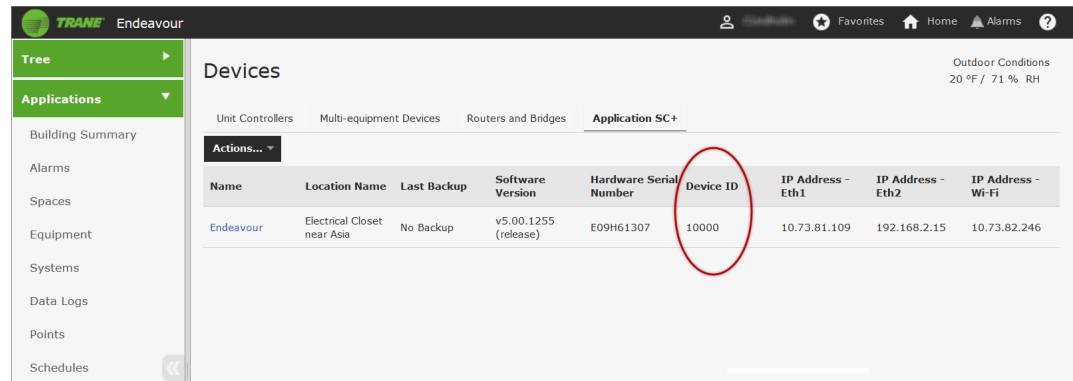 TRANE Endeavour Favorites Home Alarms ?
Tree
Applications
Building Summary
Alarms
Spaces
Equipment
Systems
Data Logs
Points
Schedules
Devices
Outdoor Conditions
20 °F / 71 % RH
Unit Controllers Multi-equipment Devices Routers and Bridges Application SC+
Actions...
Name Location Name Last Backup Software Version Hardware Serial Number Device ID IP Address - Eth1 IP Address - Eth2 IP Address - Wi-Fi
Endeavour Electrical Closet near Asia No Backup v5.00.1255 (release) E09H61307 10000 10.73.81.109 192.168.2.15 10.73.82.246